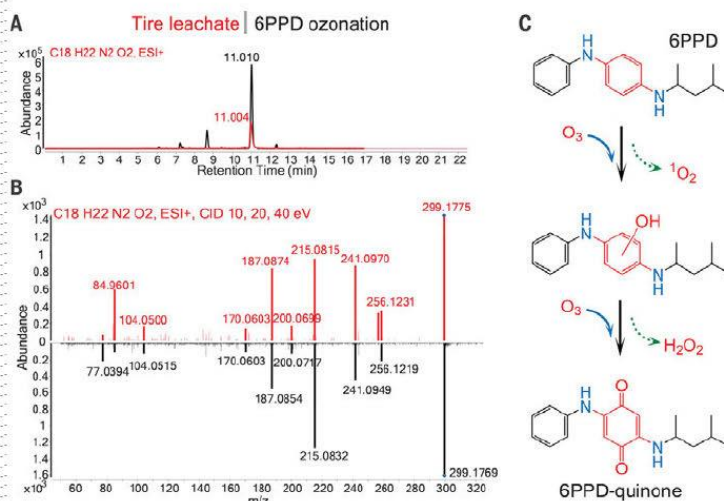 A
Tire leachate | 6PPD ozonation
C18 H22 N2 O2, ESI+
×10⁵
6
5
4
3
2
1
0
Abundance
11.010
11.004
1 2 3 4 5 6 7 8 9 10 11 12 13 14 15 16 17 18 19 20 21 22
Retention Time (min)
B
×10³
C18 H22 N2 O2, ESI+, CID 10, 20, 40 eV
1.4
1.2
1
0.8
0.6
0.4
0.2
0
0.2
0.4
0.6
0.8
1.0
1.2
1.4
1.6
×10³
Abundance
299.1775
215.0815
187.0874
241.0970
84.9601
256.1231
104.0500
170.0603
200.0699
77.0394
104.0515
170.0603
200.0717
256.1219
187.0854
241.0949
215.0832
299.1769
60 80 100 120 140 160 180 200 220 240 260 280 300 320
m/z
C
6PPD
H
N
N
H
O₃
¹O₂
OH
H
N
N
H
O₃
H₂O₂
O
H
N
N
H
O
6PPD-quinone